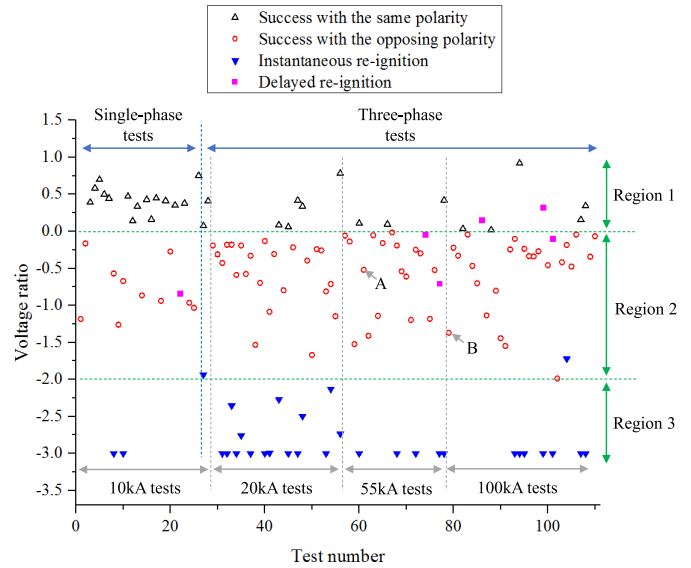 Success with the same polarity
Success with the opposing polarity
Instantaneous re-ignition
Delayed re-ignition
Single-phase
tests
Three-phase
tests
1.5
1.0
0.5
0.0
-0.5
-1.0
-1.5
-2.0
-2.5
-3.0
-3.5
Voltage ratio
Region 1
Region 2
Region 3
A
B
10kA tests
20kA tests
55kA tests
100kA tests
0
20
40
60
80
100
Test number